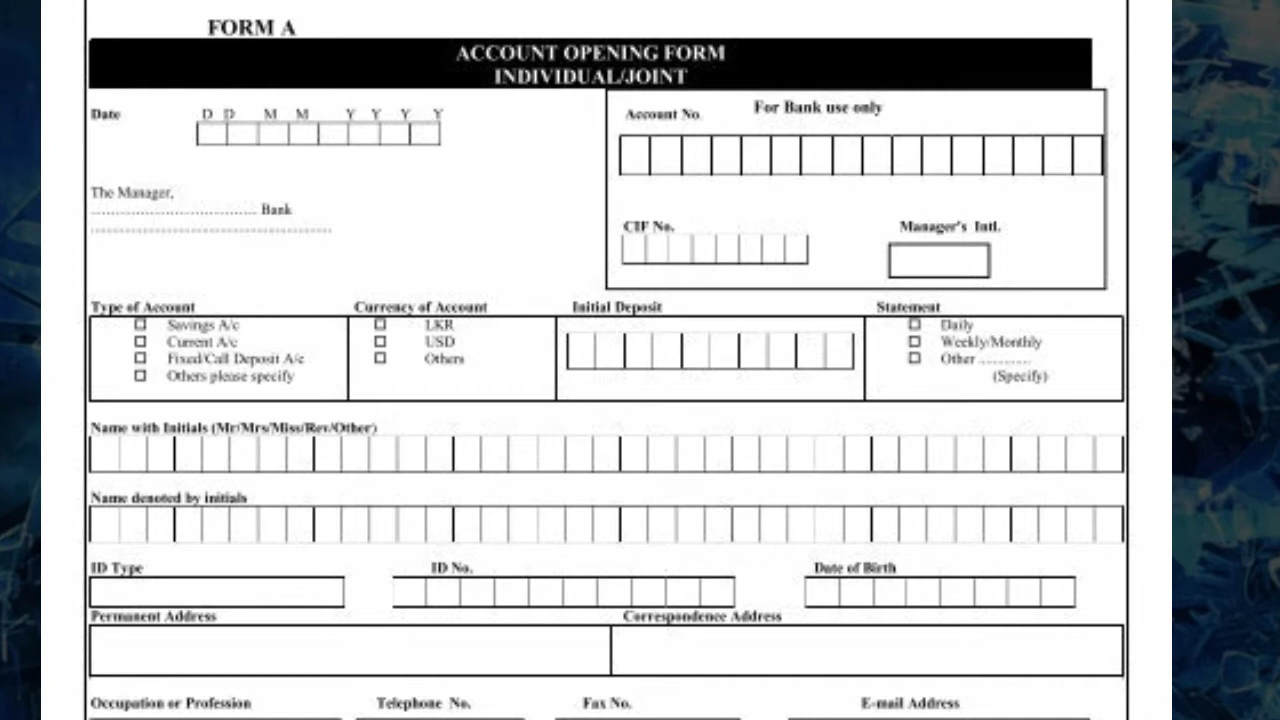 FORM A
ACCOUNT OPENING FORM
INDIVIDUAL/JOINT
Date D D M M Y Y Y Y
Account No. For Bank use only
The Manager,
................................................ Bank
......................................................................
CIF No. Manager's Intl.
Type of Account Currency of Account Initial Deposit Statement
Savings A/c LKR Daily
Current A/c USD Weekly/Monthly
Fixed/Call Deposit A/c Others Other ...............
Others please specify (Specify)
Name with Initials (Mr/Mrs/Miss/Rev/Other)
Name denoted by initials
ID Type ID No. Date of Birth
Permanent Address Correspondence Address
Occupation or Profession Telephone No. Fax No. E-mail Address